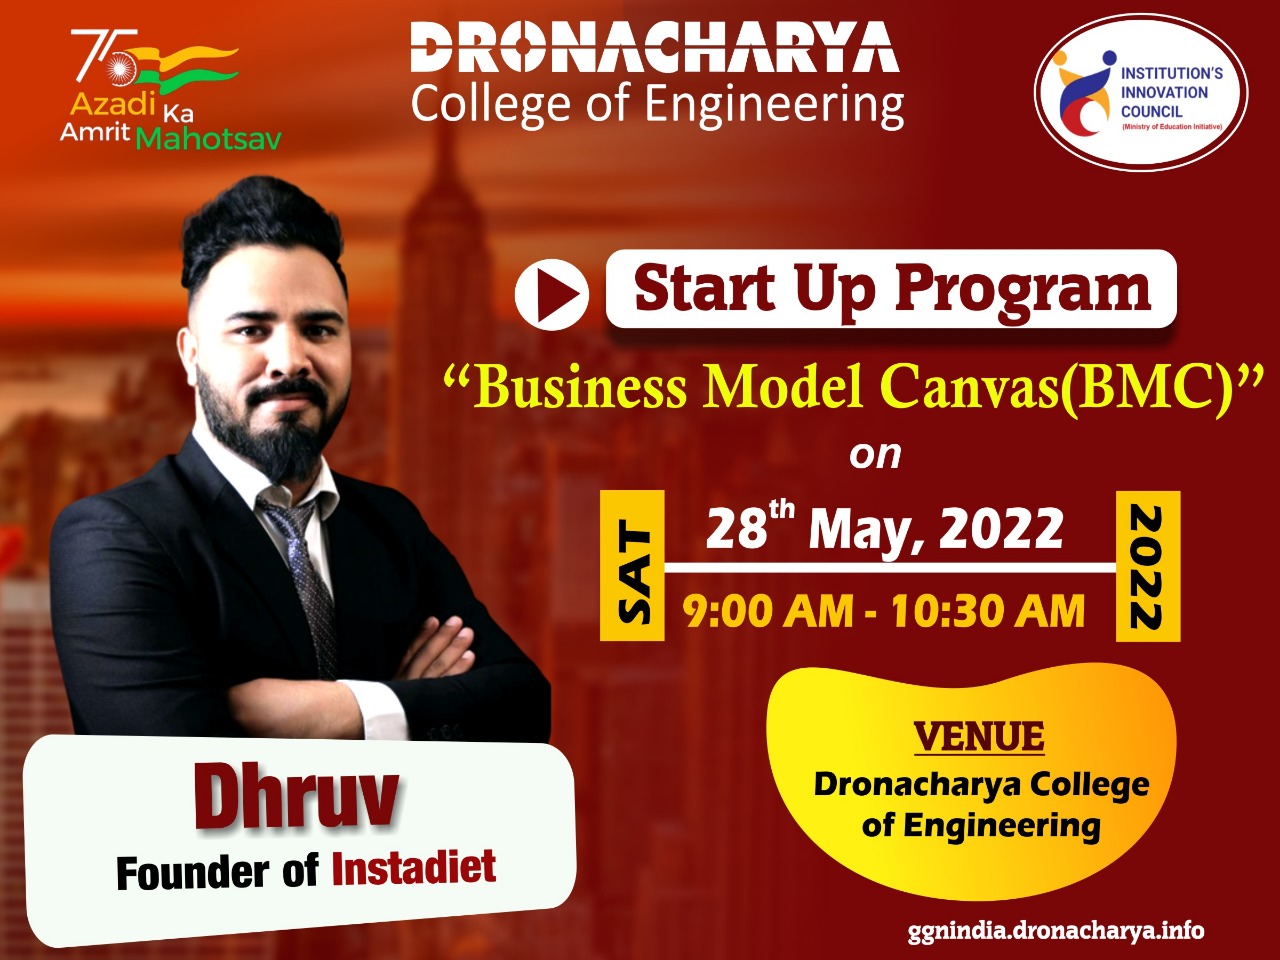 75
Azadi Ka
Amrit Mahotsav
DRONACHARYA
College of Engineering
INSTITUTION'S
INNOVATION
COUNCIL
(Ministry of Education Initiative)
Start Up Program
“Business Model Canvas(BMC)”
on
SAT
28th May, 2022
9:00 AM - 10:30 AM
2022
VENUE
Dronacharya College
of Engineering
Dhruv
Founder of Instadiet
ggnindia.dronacharya.info